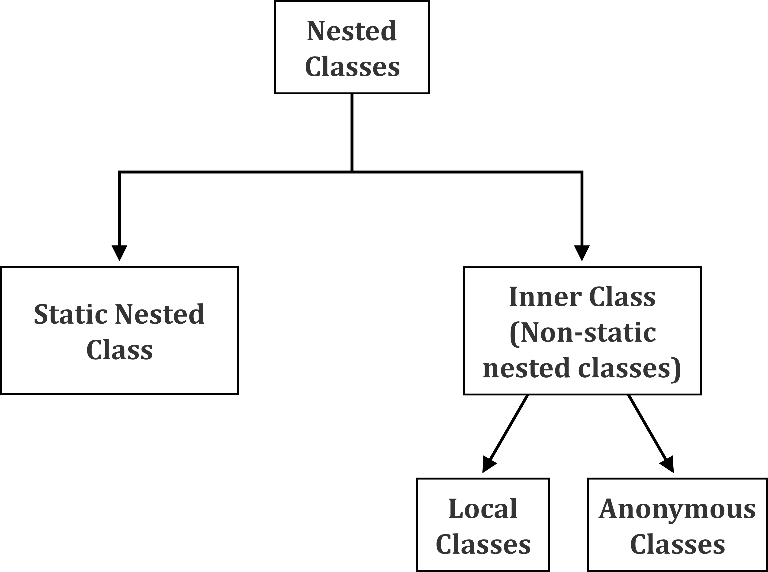 Nested
Classes
Static Nested
Class
Inner Class
(Non-static
nested classes)
Local
Classes
Anonymous
Classes